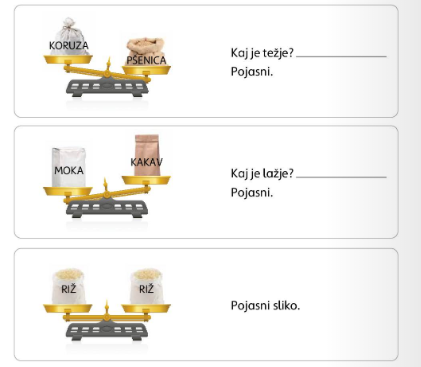 KORUZA
PŠENICA
Kaj je težje?
Pojasni.
MOKA
KAKAV
Kaj je lažje?
Pojasni.
RIŽ
RIŽ
Pojasni sliko.